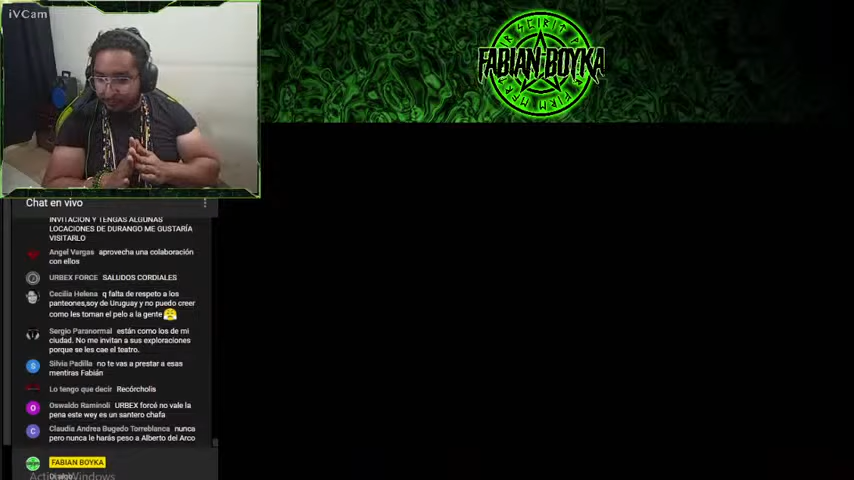 iVCam
FABIAN BOYKA
Chat en vivo
INVITACION Y TENGAS ALGUNAS
LOCACIONES DE DURANGO ME GUSTARÍA
VISITARLO
Angel Vargas aprovecha una colaboración
con ellos
URBEX FORCE SALUDOS CORDIALES
Cecilia Helena q falta de respeto a los
panteones,soy de Uruguay y no puedo creer
como les toman el pelo a la gente
Sergio Paranormal están como los de mi
ciudad. No me invitan a sus exploraciones
porque se les cae el teatro.
Silvia Padilla no te vas a prestar a esas
mentiras Fabián
Lo tengo que decir Recórcholis
Oswaldo Raminoli URBEX forcé no vale la
pena este wey es un santero chafa
Claudia Andrea Bugedo Torreblanca nunca
pero nunca le harás peso a Alberto del Arco
FABIAN BOYKA